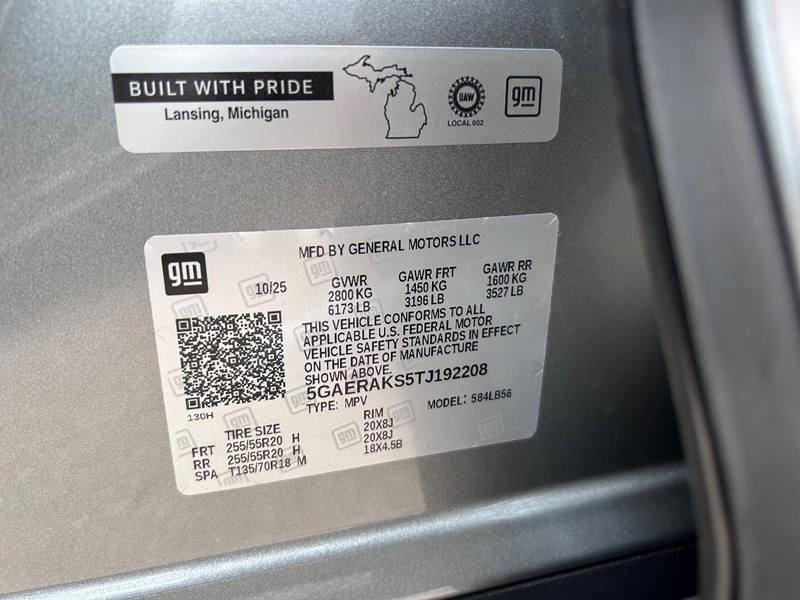 BUILT WITH PRIDE
Lansing, Michigan
UAW
LOCAL 602
gm
gm
MFD BY GENERAL MOTORS LLC
10/25
GVWR GAWR FRT GAWR RR
2800 KG 1450 KG 1600 KG
6173 LB 3196 LB 3527 LB
THIS VEHICLE CONFORMS TO ALL
APPLICABLE U.S. FEDERAL MOTOR
VEHICLE SAFETY STANDARDS IN EFFECT
ON THE DATE OF MANUFACTURE
SHOWN ABOVE.
5GAERAKS5TJ192208
TYPE: MPV MODEL: 584LB56
130H
TIRE SIZE RIM
FRT 255/55R20 H 20X8J
RR 255/55R20 H 20X8J
SPA T135/70R18 M 18X4.5B